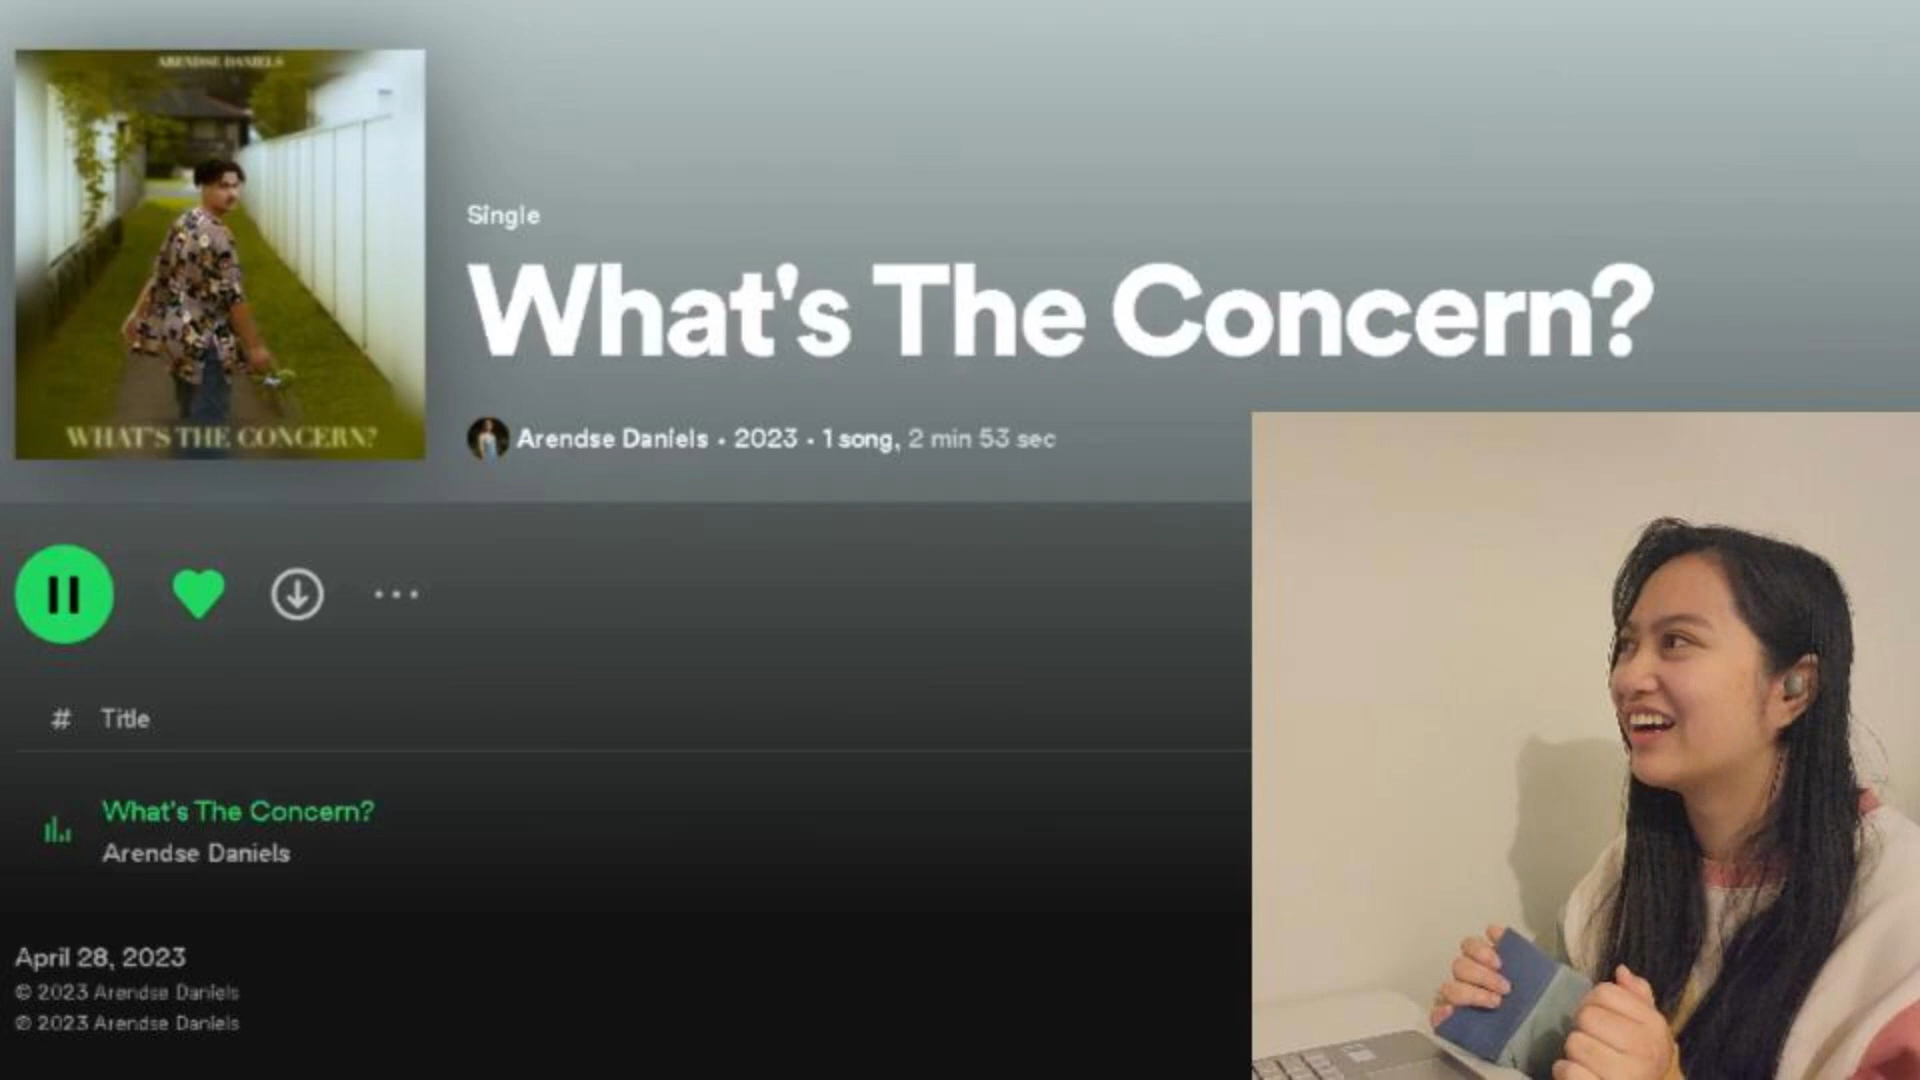 ARENDSE DANIELS
WHAT'S THE CONCERN?
Single
What's The Concern?
Arendse Daniels • 2023 • 1 song, 2 min 53 sec
# Title
What's The Concern?
Arendse Daniels
April 28, 2023
© 2023 Arendse Daniels
℗ 2023 Arendse Daniels